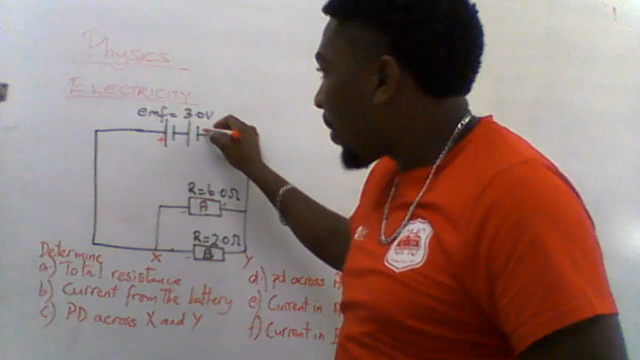 Physics
ELECTRICITY
emf= 3.0V
+
R=6.0Ω
A
R=2.0Ω
B
X
Y
Determine
a) Total resistance
b) Current from the battery
c) PD across X and Y
d) pd across
e) Current in
f) Current in